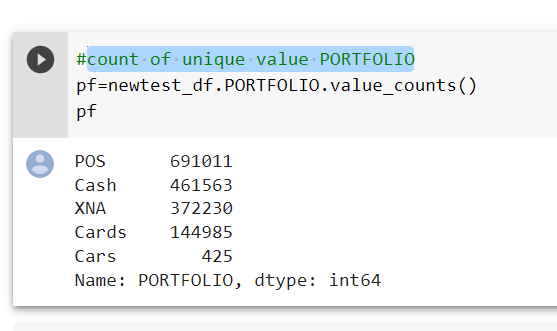 #count of unique value PORTFOLIO
pf=newtest_df.PORTFOLIO.value_counts()
pf
POS      691011
Cash     461563
XNA      372230
Cards    144985
Cars        425
Name: PORTFOLIO, dtype: int64